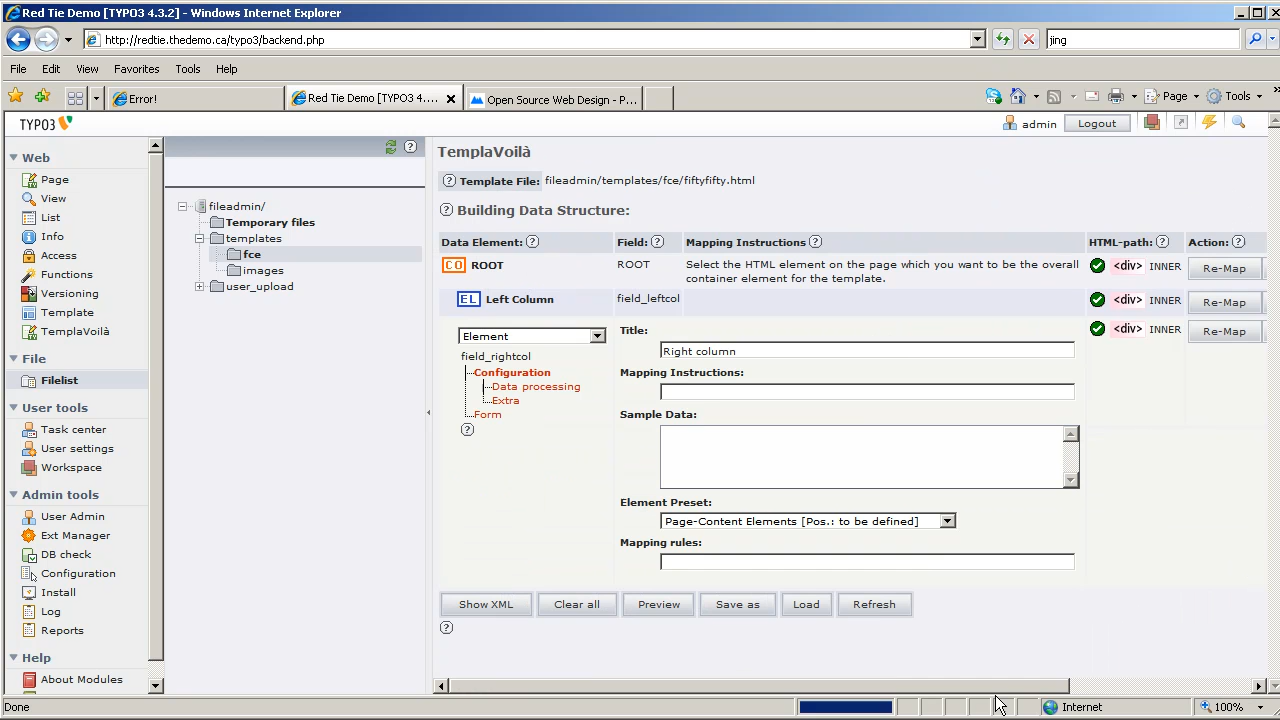 Red Tie Demo [TYPO3 4.3.2] - Windows Internet Explorer
http://redtie.thedemo.ca/typo3/backend.php
jing
File Edit View Favorites Tools Help
Error!
Red Tie Demo [TYPO3 4....
Open Source Web Design - P...
Page
Tools
TYPO3
admin
Logout
Web
Page
View
List
Info
Access
Functions
Versioning
Template
TemplaVoilà
File
Filelist
User tools
Task center
User settings
Workspace
Admin tools
User Admin
Ext Manager
DB check
Configuration
Install
Log
Reports
Help
About Modules
fileadmin/
Temporary files
templates
fce
images
user_upload
TemplaVoilà
Template File: fileadmin/templates/fce/fiftyfifty.html
Building Data Structure:
Data Element: Field: Mapping Instructions HTML-path: Action:
CO ROOT ROOT Select the HTML element on the page which you want to be the overall <div> INNER Re-Map
container element for the template.
EL Left Column field_leftcol <div> INNER Re-Map
Element Title: <div> INNER Re-Map
Right column
field_rightcol
Configuration
Data processing
Extra
Form
Mapping Instructions:
Sample Data:
Element Preset:
Page-Content Elements [Pos.: to be defined]
Mapping rules:
Show XML Clear all Preview Save as Load Refresh
Done
Internet
100%